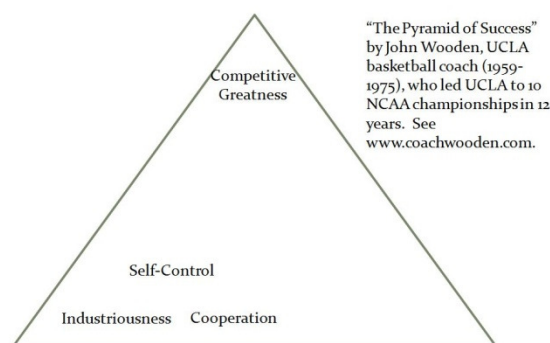 "The Pyramid of Success"
by John Wooden, UCLA
basketball coach (1959-
1975), who led UCLA to 10
NCAA championships in 12
years.  See
www.coachwooden.com.
Competitive
Greatness
Self-Control
Industriousness Cooperation